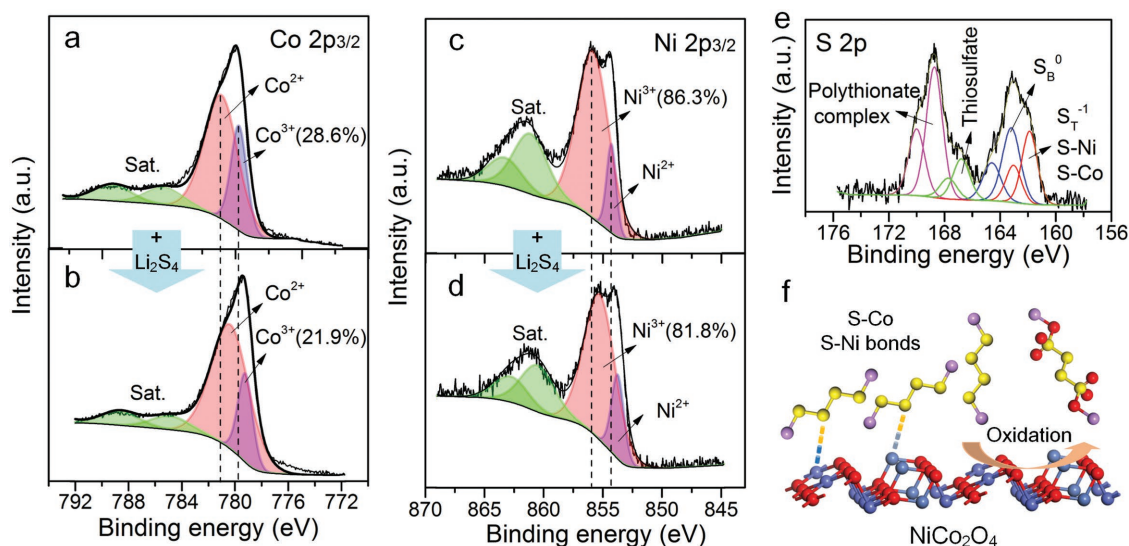 a
Co 2p3/2
Co2+
Co3+(28.6%)
Sat.
Intensity (a.u.)
+
Li2S4
b
Co2+
Co3+(21.9%)
Sat.
792 788 784 780 776 772
Binding energy (eV)
c
Ni 2p3/2
Sat.
Ni3+(86.3%)
Ni2+
Intensity (a.u.)
+
Li2S4
d
Sat.
Ni3+(81.8%)
Ni2+
869 865 860 855 850 845
Binding energy (eV)
e
S 2p
Polythionate
complex
Thiosulfate
SB0
ST-1
S-Ni
S-Co
Intensity (a.u.)
176 172 168 164 160 156
Binding energy (eV)
f
S-Co
S-Ni bonds
Oxidation
NiCo2O4